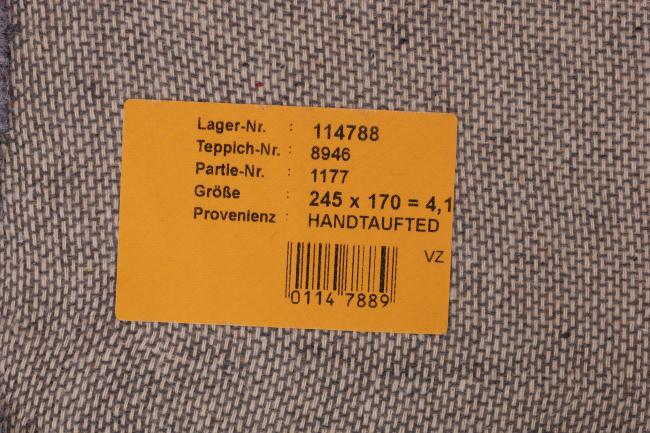 Lager-Nr. : 114788
Teppich-Nr. : 8946
Partie-Nr. : 1177
Größe : 245 x 170 = 4,1
Provenienz : HANDTAUFTED
VZ
0114 7889